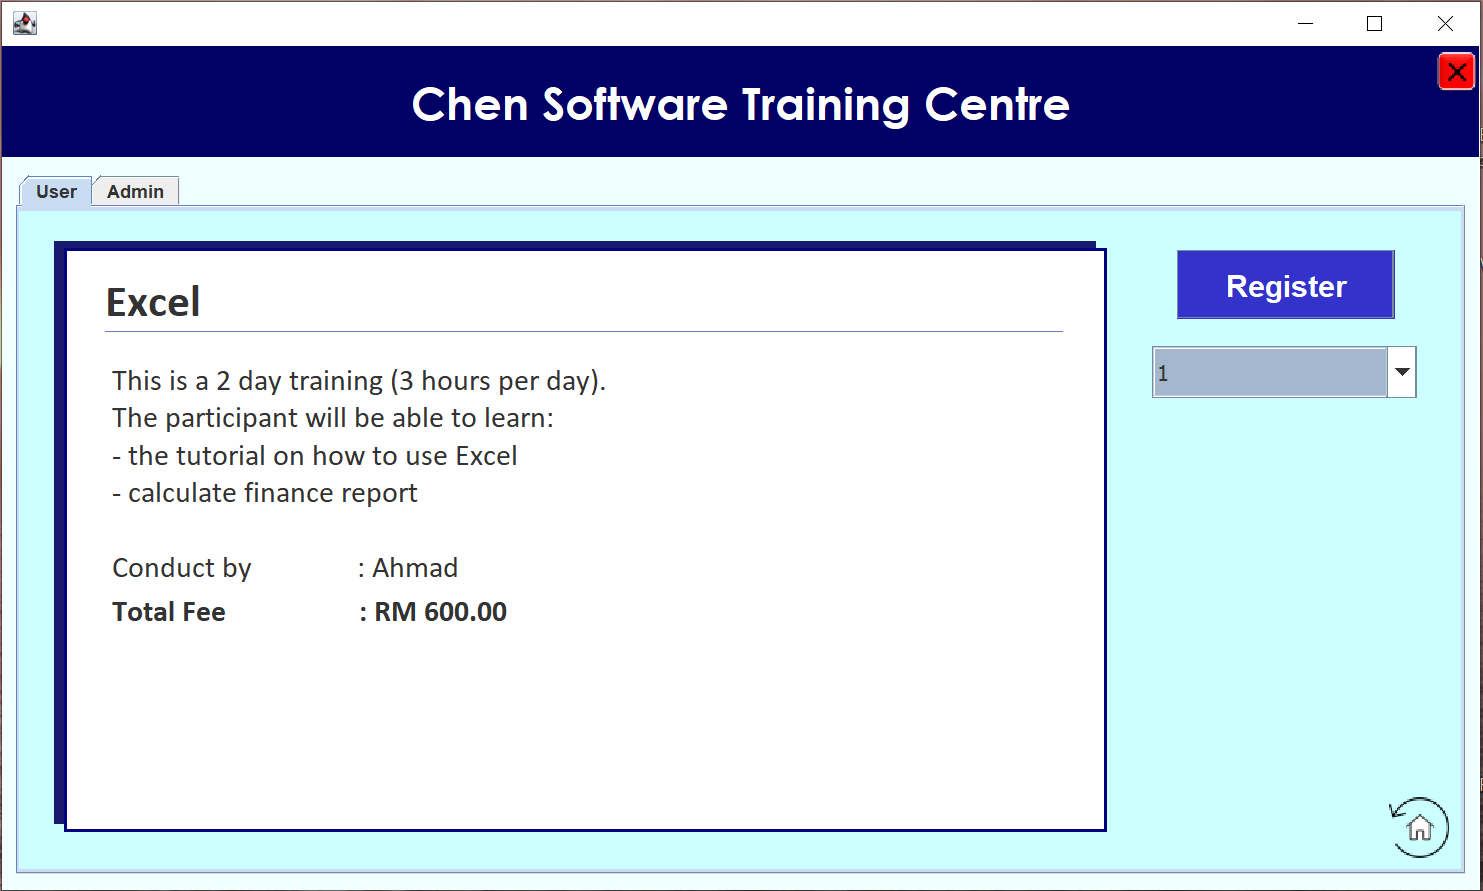 Chen Software Training Centre
User
Admin
Excel
This is a 2 day training (3 hours per day).
The participant will be able to learn:
- the tutorial on how to use Excel
- calculate finance report
Conduct by : Ahmad
Total Fee : RM 600.00
Register
1